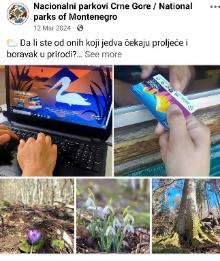 Nacionalni parkovi Crne Gore / National
parks of Montenegro
12 Mar 2024 ·
Da li ste od onih koji jedva čekaju proljeće i
boravak u prirodi?... See more